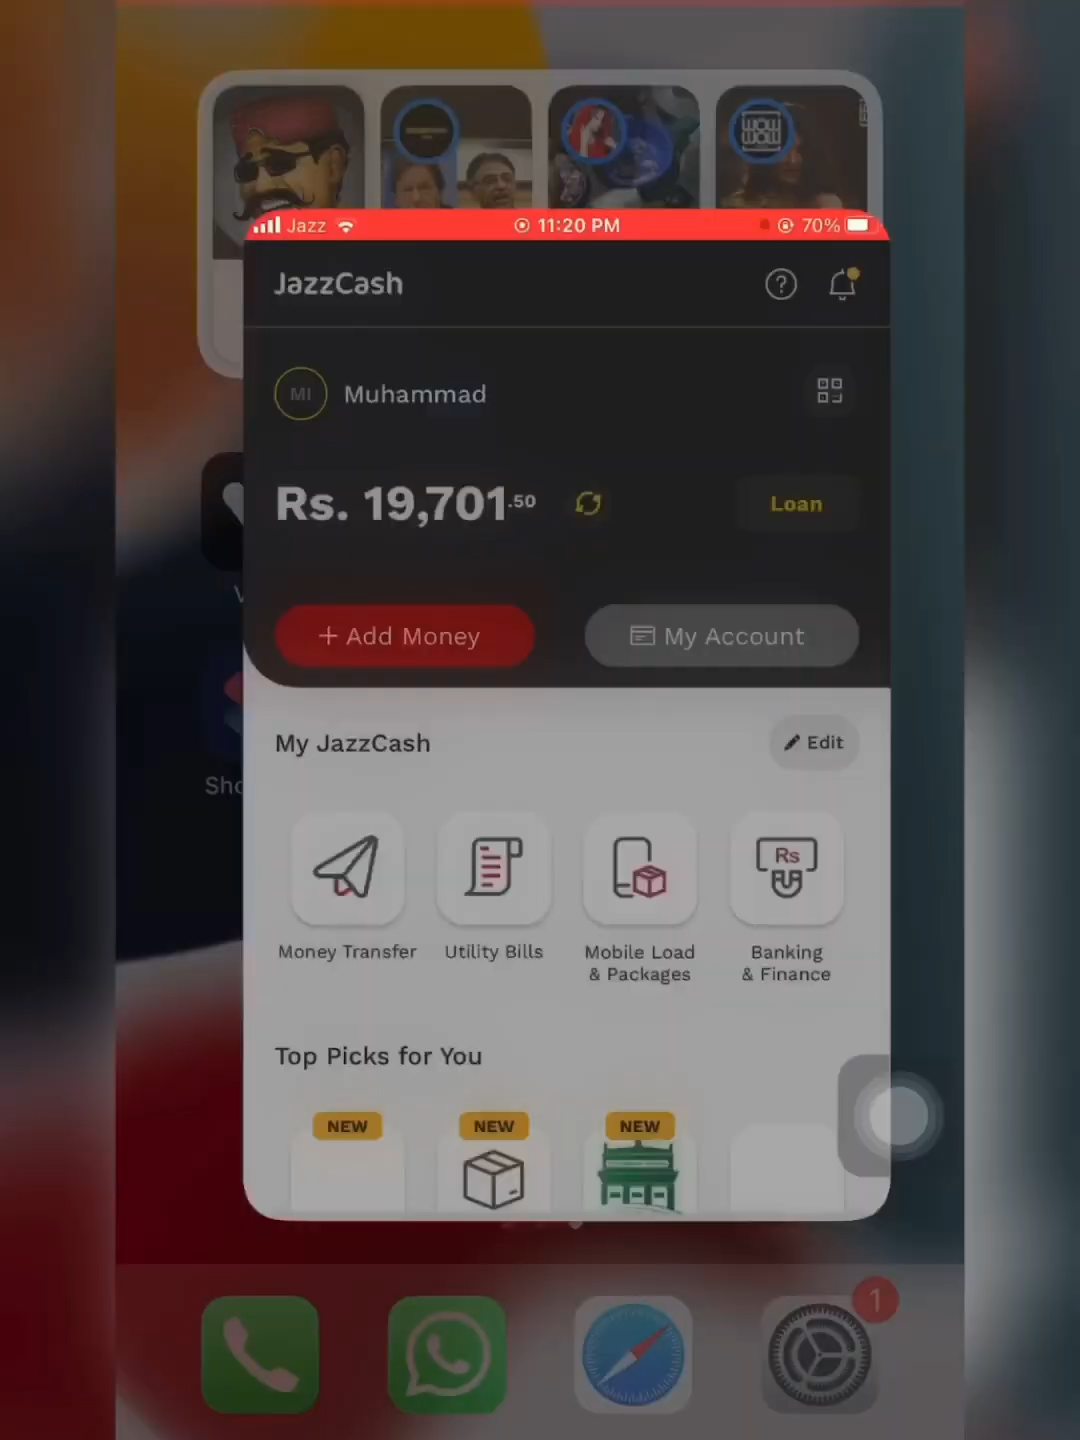 Jazz 11:20 PM 70%
JazzCash
MI Muhammad
Rs. 19,701.50 Loan
+ Add Money My Account
My JazzCash Edit
Rs
Money Transfer Utility Bills Mobile Load & Packages Banking & Finance
Top Picks for You
NEW NEW NEW
1